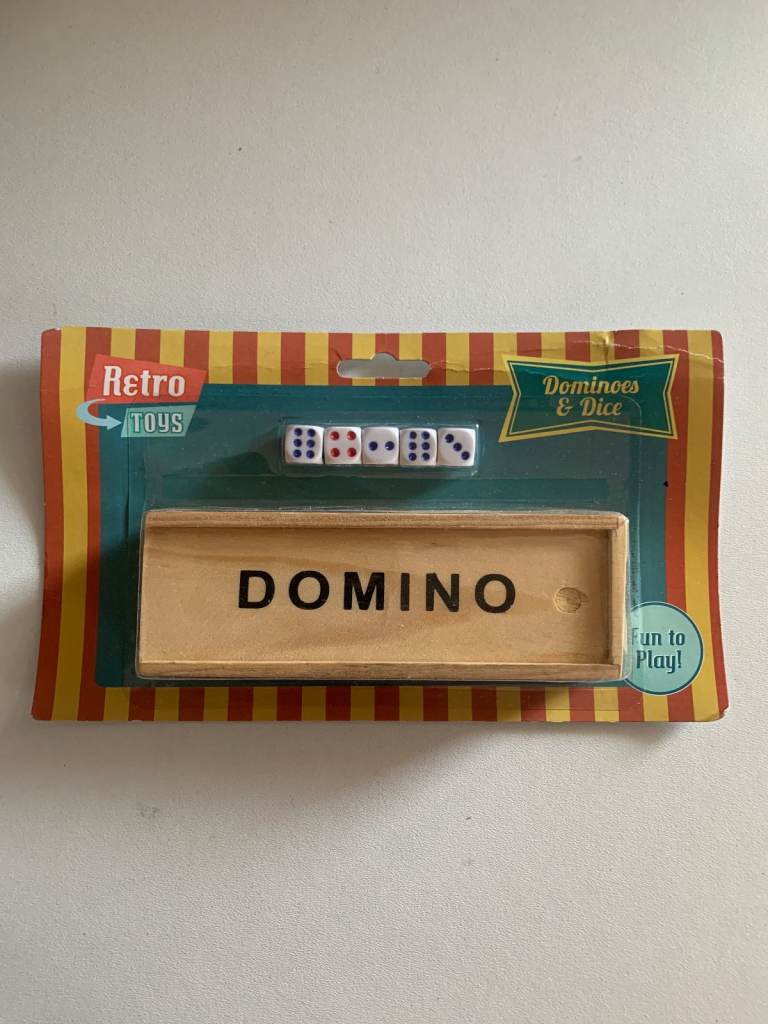 Retro
TOYS
Dominoes
& Dice
DOMINO
Fun to
Play!